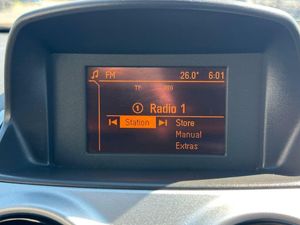 FM 26.0° 6:01
TP
1 Radio 1
Station Store
Manual
Extras